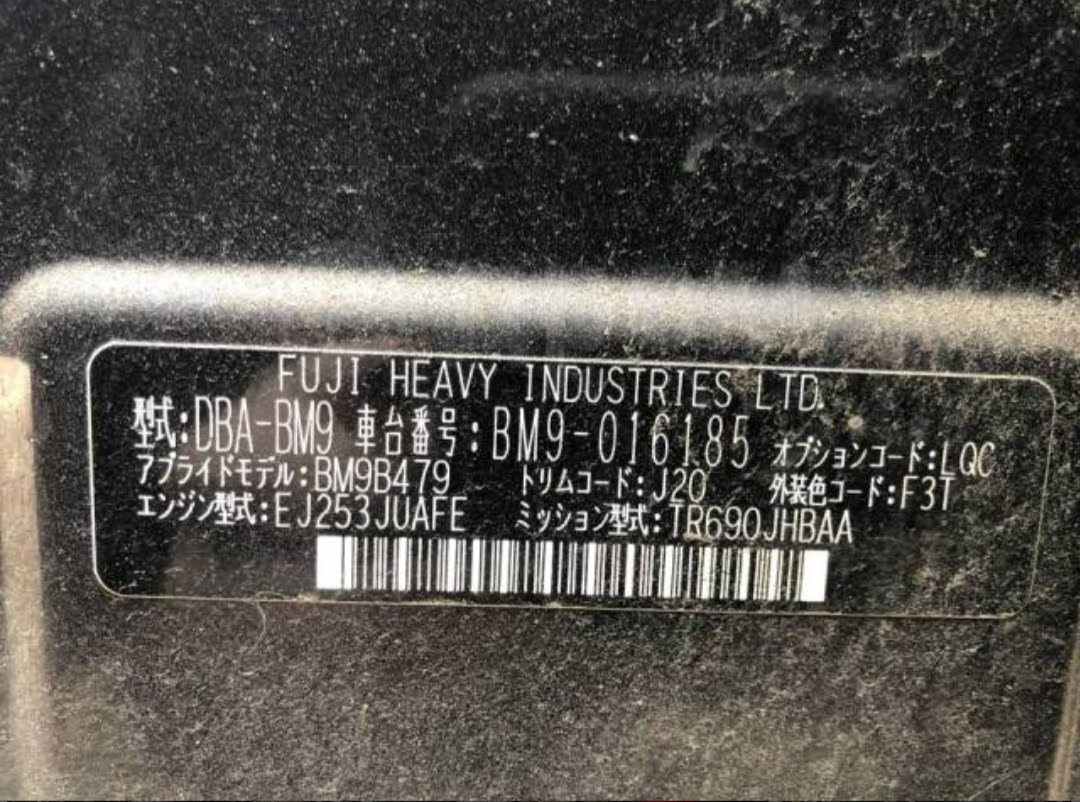 FUJI HEAVY INDUSTRIES LTD.
型式:DBA-BM9 車台番号:BM9-016185 オプションコード:LQC
アプライドモデル:BM9B479 トリムコード:J20 外装色コード:F3T
エンジン型式:EJ253JUAFE ミッション型式:TR690JHBAA